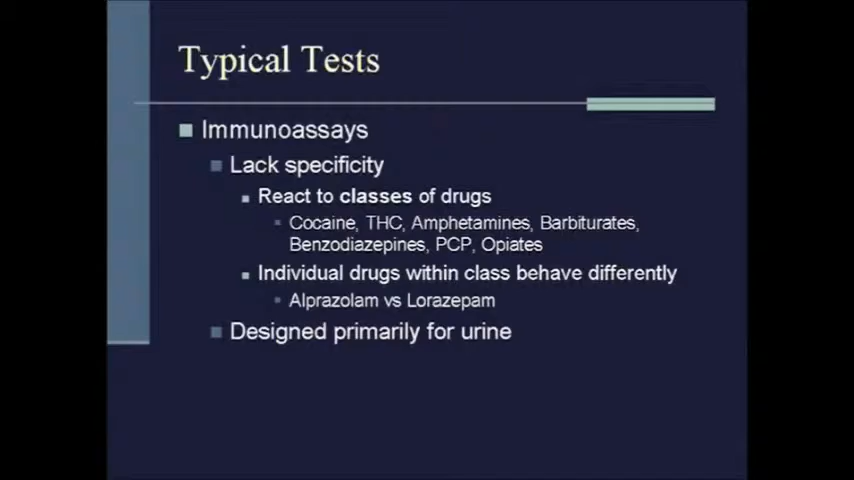 Typical Tests
Immunoassays
Lack specificity
React to classes of drugs
Cocaine, THC, Amphetamines, Barbiturates,
Benzodiazepines, PCP, Opiates
Individual drugs within class behave differently
Alprazolam vs Lorazepam
Designed primarily for urine